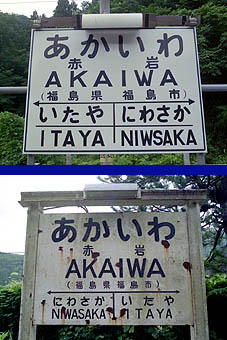 あかいわ
赤岩
AKAIWA
(福島県 福島市)
いたや にわさか
ITAYA NIWSAKA
あかいわ
赤岩
AKAIWA
(福島県福島市)
にわさか いたや
NIWASAKA ITAYA